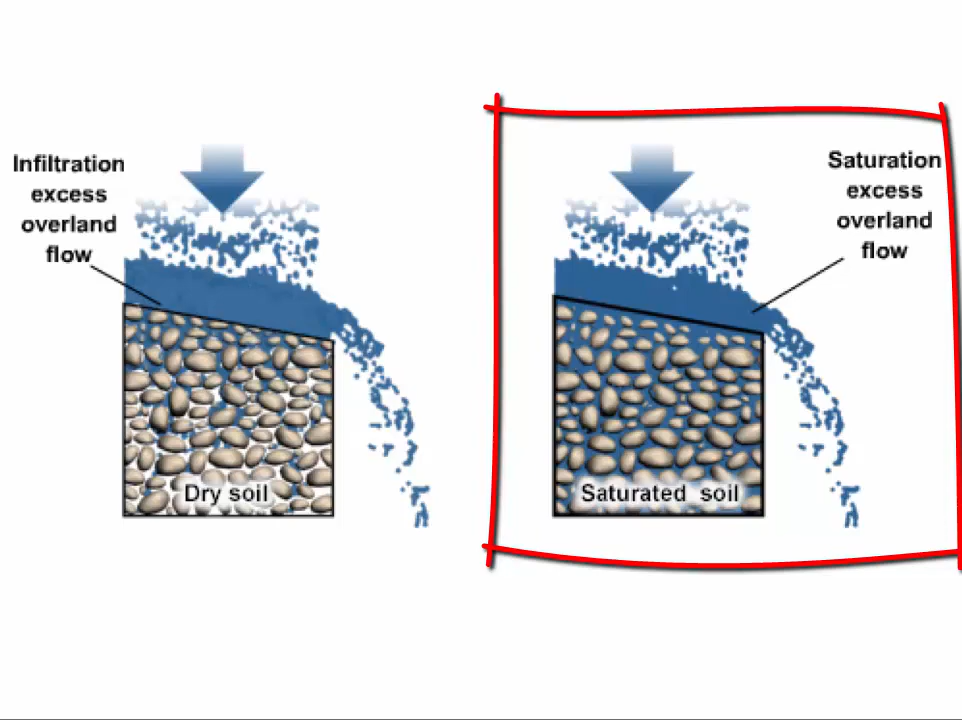 Infiltration
excess
overland
flow
Dry soil
Saturation
excess
overland
flow
Saturated soil